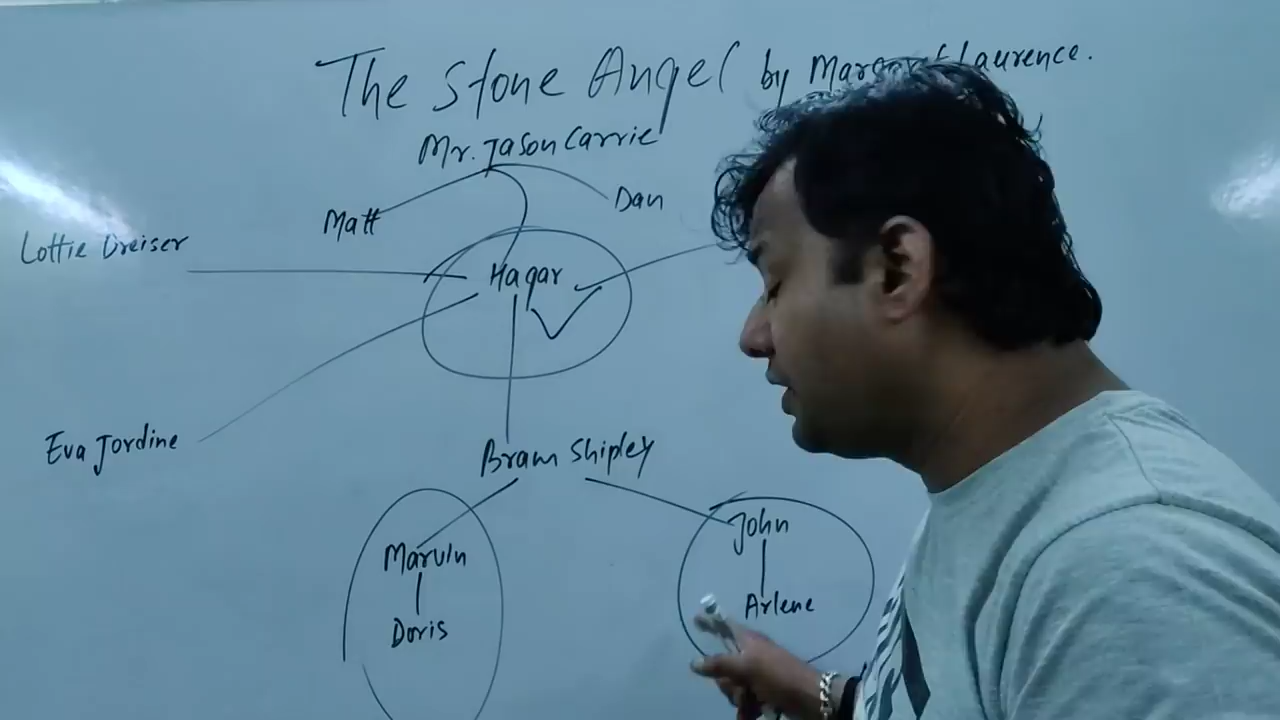 The Stone Angel by Margaret Laurence.
Mr. Jason Carrie
Matt
Dan
Lottie Dreiser
Hagar
Eva Jordine
Bram Shipley
Marvin
Doris
John
Arlene